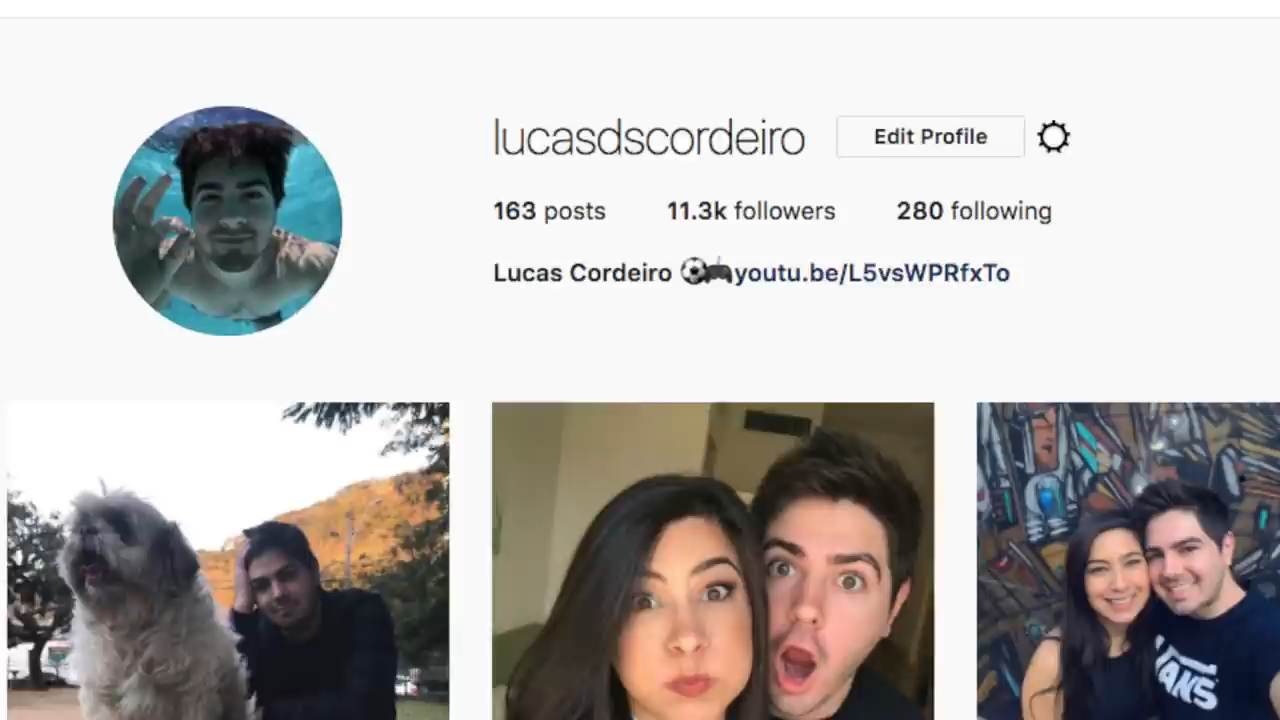 lucasdscordeiro Edit Profile
163 posts 11.3k followers 280 following
Lucas Cordeiro ⚽🎮youtu.be/L5vsWPRfxTo
VANS